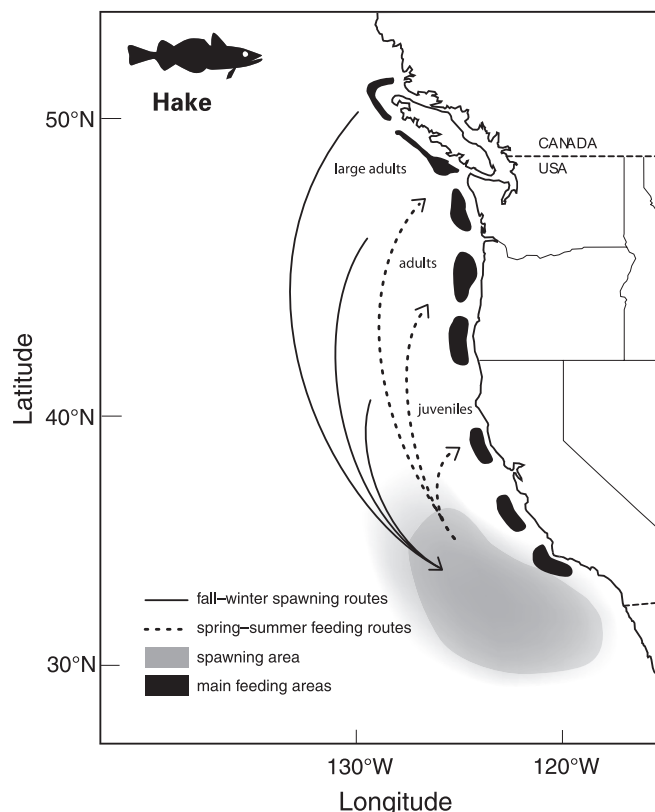 Hake
50°N
CANADA
USA
large adults
adults
Latitude
40°N
juveniles
fall–winter spawning routes
spring–summer feeding routes
spawning area
30°N
main feeding areas
130°W
120°W
Longitude